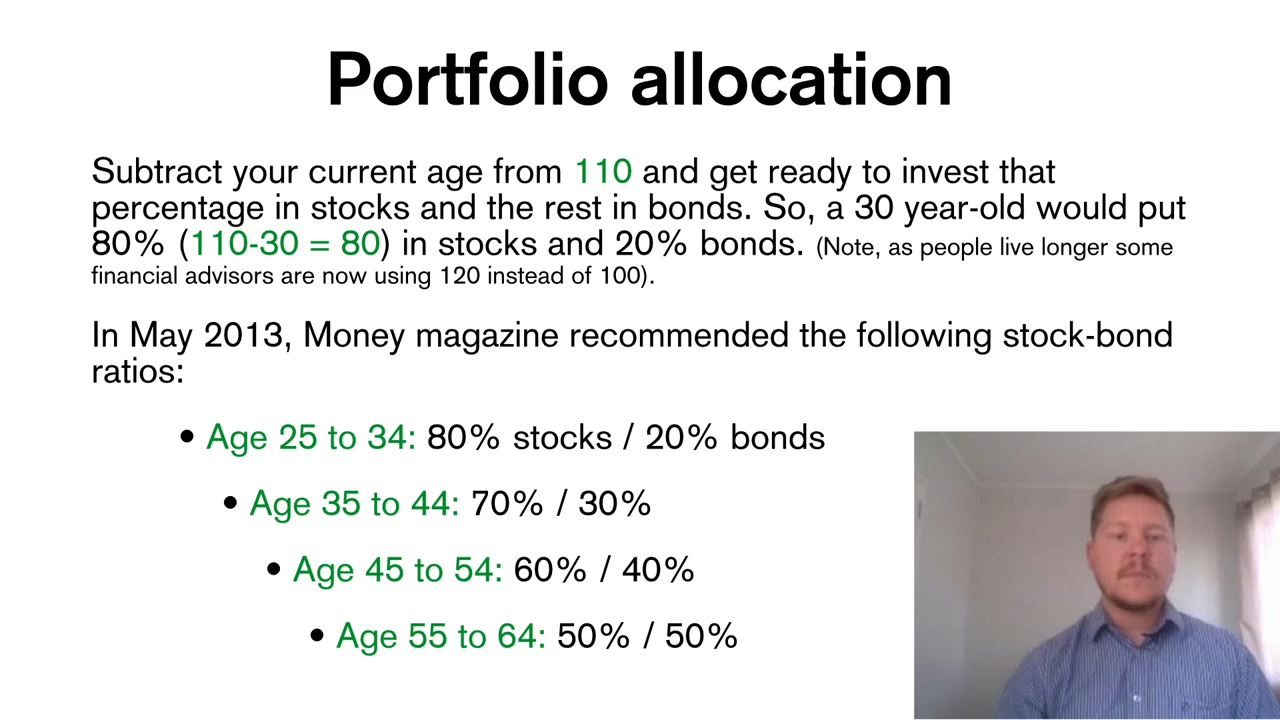 Portfolio allocation
Subtract your current age from 110 and get ready to invest that
percentage in stocks and the rest in bonds. So, a 30 year-old would put
80% (110-30 = 80) in stocks and 20% bonds. (Note, as people live longer some
financial advisors are now using 120 instead of 100).
In May 2013, Money magazine recommended the following stock-bond
ratios:
• Age 25 to 34: 80% stocks / 20% bonds
• Age 35 to 44: 70% / 30%
• Age 45 to 54: 60% / 40%
• Age 55 to 64: 50% / 50%